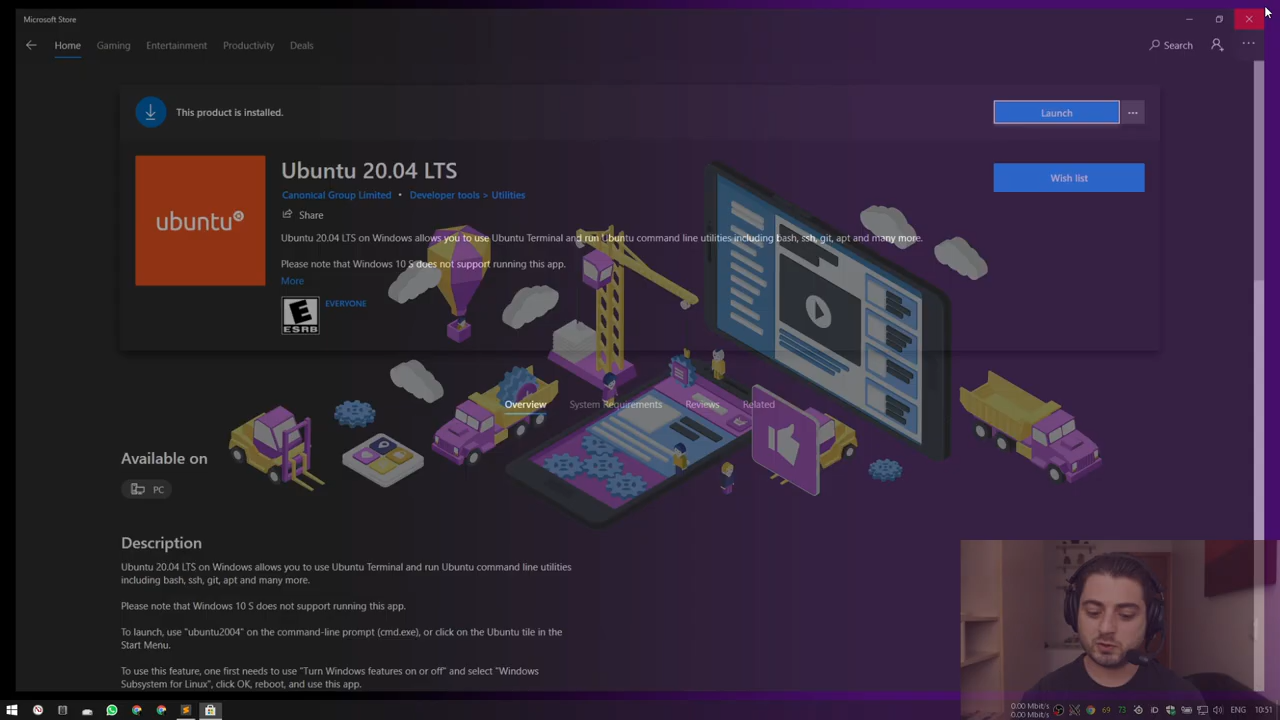 Microsoft Store
Home Gaming Entertainment Productivity Deals
Search
This product is installed.
Launch
ubuntu
Ubuntu 20.04 LTS
Wish list
Canonical Group Limited • Developer tools > Utilities
Share
Ubuntu 20.04 LTS on Windows allows you to use Ubuntu Terminal and run Ubuntu command line utilities including bash, ssh, git, apt and many more.
Please note that Windows 10 S does not support running this app.
More
E
ESRB
EVERYONE
Overview System Requirements Reviews Related
Available on
PC
Description
Ubuntu 20.04 LTS on Windows allows you to use Ubuntu Terminal and run Ubuntu command line utilities
including bash, ssh, git, apt and many more.
Please note that Windows 10 S does not support running this app.
To launch, use "ubuntu2004" on the command-line prompt (cmd.exe), or click on the Ubuntu tile in the
Start Menu.
To use this feature, one first needs to use "Turn Windows features on or off" and select "Windows
Subsystem for Linux", click OK, reboot, and use this app.
0.00 Mbit/s
0.00 Mbit/s
69 73 ENG 10:51